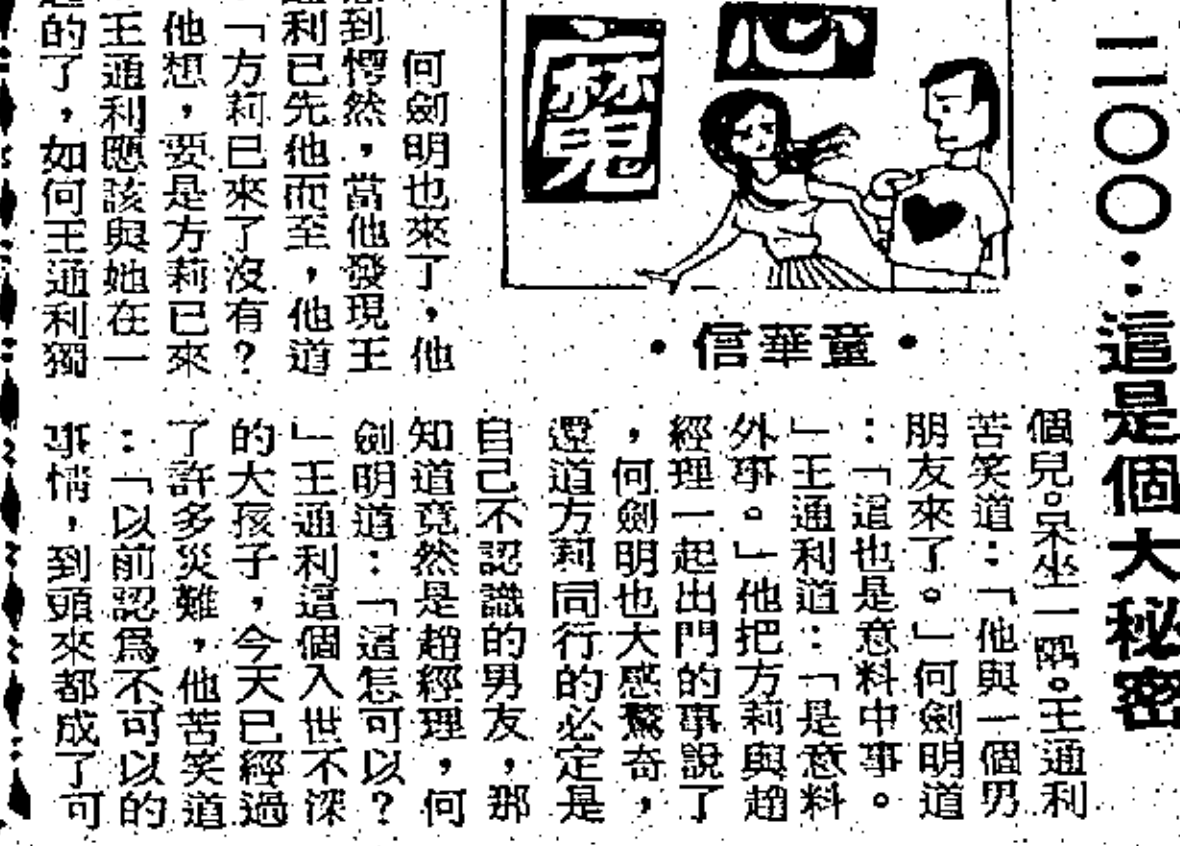 二〇〇:這是個大秘密
心魔
·童華信·
何劍明也來了,他
到愕然,當他發現王
利已先他而至,他道
「方莉已來了沒有?
他想,要是方莉已來
王通利應該與她在一
的了,如何王通利獨
個兒。呆坐一隅。王通利
苦笑道:「他與一個男
朋友來了。」何劍明道
:「這也是意料中事。
」王通利道:「是意料
外事。」他把方莉與趙
經理一起出門的事說了
,何劍明也大感驚奇,
還道方莉同行的必定是
自己不認識的男友,那
知道竟然是趙經理,何
劍明道:「這怎可以?
」王通利這個入世不深
的大孩子,今天已經過
了許多災難,他苦笑道
:「以前認爲不可以的
事情,到頭來都成了可